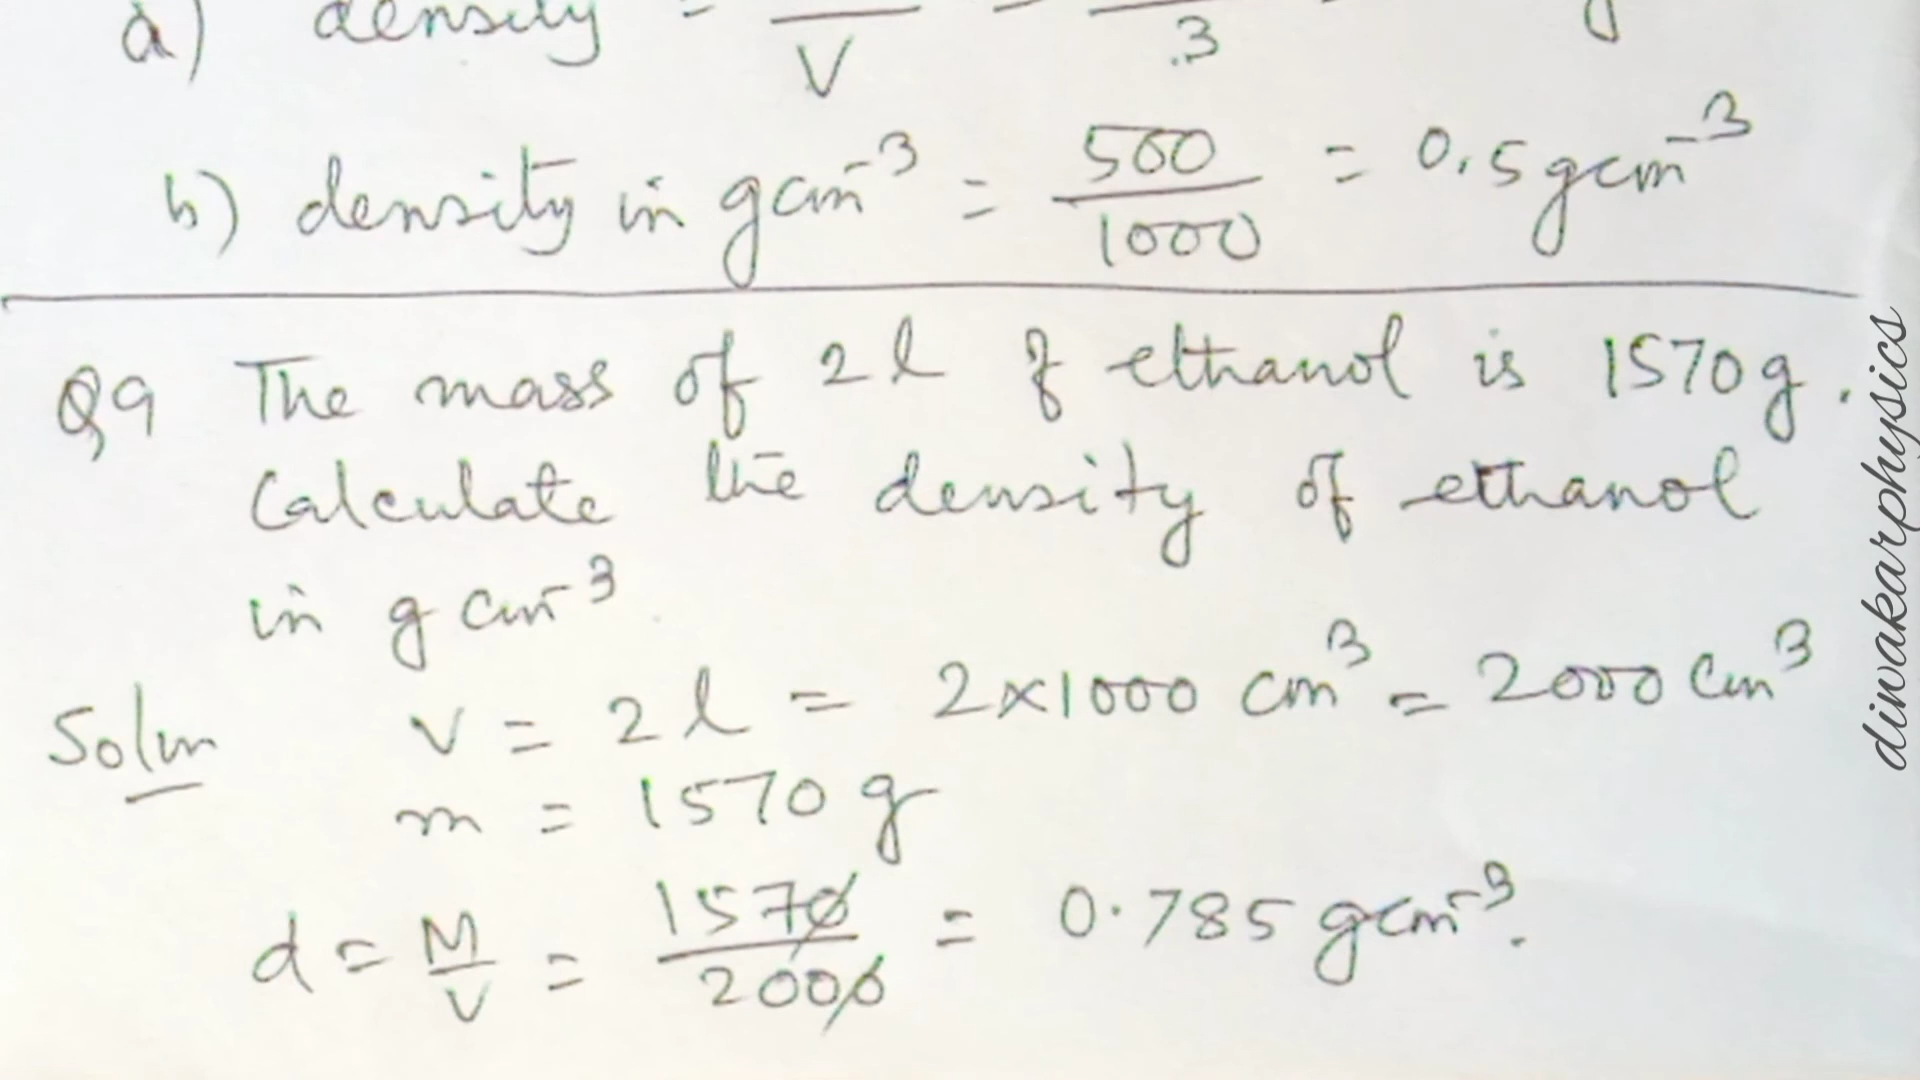 a) density = — = — =
V .3
b) density in gcm⁻³ = 500/1000 = 0.5 gcm⁻³
Q9 The mass of 2l of ethanol is 1570g.
Calculate the density of ethanol
in g cm⁻³
Soln V = 2l = 2×1000 cm³ = 2000 cm³
m = 1570 g
d = M/V = 1570/2000 = 0.785 gcm⁻³.
dinakarphysics